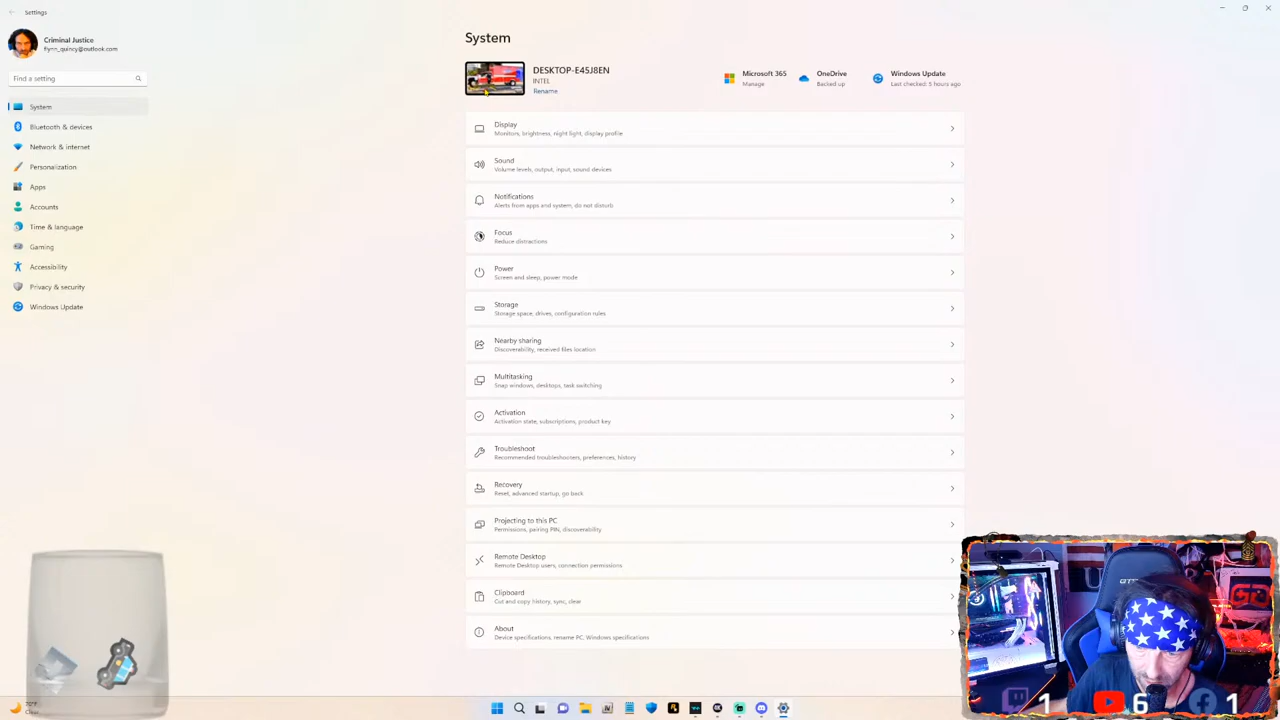 Settings
Criminal Justice
flynn_quincy@outlook.com
Find a setting
System
Bluetooth & devices
Network & internet
Personalization
Apps
Accounts
Time & language
Gaming
Accessibility
Privacy & security
Windows Update
System
DESKTOP-E45J8EN
INTEL
Rename
Microsoft 365
Manage
OneDrive
Backed up
Windows Update
Last checked: 5 hours ago
Display
Monitors, brightness, night light, display profile
Sound
Volume levels, output, input, sound devices
Notifications
Alerts from apps and system, do not disturb
Focus
Reduce distractions
Power
Screen and sleep, power mode
Storage
Storage space, drives, configuration rules
Nearby sharing
Discoverability, received files location
Multitasking
Snap windows, desktops, task switching
Activation
Activation state, subscriptions, product key
Troubleshoot
Recommended troubleshooters, preferences, history
Recovery
Reset, advanced startup, go back
Projecting to this PC
Permissions, pairing PIN, discoverability
Remote Desktop
Remote Desktop users, connection permissions
Clipboard
Cut and copy history, sync, clear
About
Device specifications, rename PC, Windows specifications
Clear
1
6
1